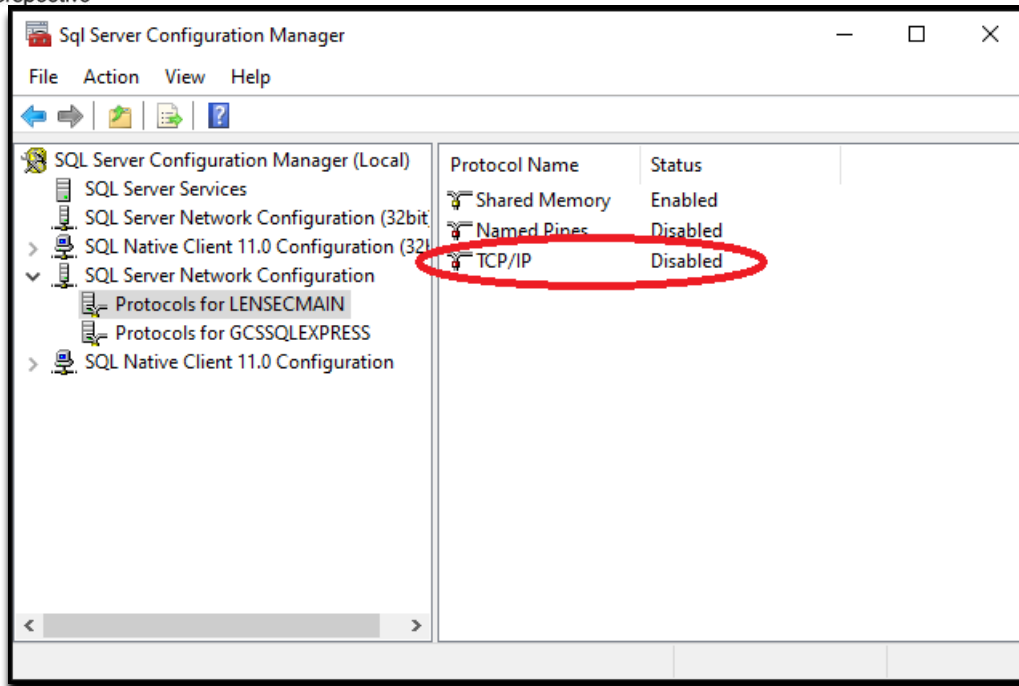 Sql Server Configuration Manager
File Action View Help
SQL Server Configuration Manager (Local)
SQL Server Services
SQL Server Network Configuration (32bit
SQL Native Client 11.0 Configuration (32
SQL Server Network Configuration
Protocols for LENSECMAIN
Protocols for GCSSQLEXPRESS
SQL Native Client 11.0 Configuration
Protocol Name Status
Shared Memory Enabled
Named Pipes Disabled
TCP/IP Disabled